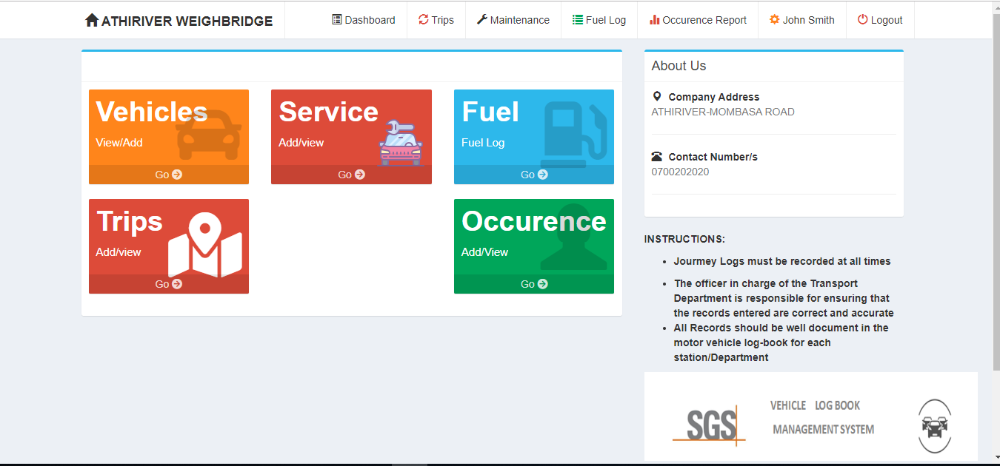 ATHIRIVER WEIGHBRIDGE
Dashboard
Trips
Maintenance
Fuel Log
Occurence Report
John Smith
Logout
Vehicles
View/Add
Go
Service
Add/view
Go
Fuel
Fuel Log
Go
Trips
Add/view
Go
Occurence
Add/View
Go
About Us
Company Address
ATHIRIVER-MOMBASA ROAD
Contact Number/s
0700202020
INSTRUCTIONS:
Jourmey Logs must be recorded at all times
The officer in charge of the Transport
Department is responsible for ensuring that
the records entered are correct and accurate
All Records should be well document in the
motor vehicle log-book for each
station/Department
SGS
VEHICLE LOG BOOK
MANAGEMENT SYSTEM